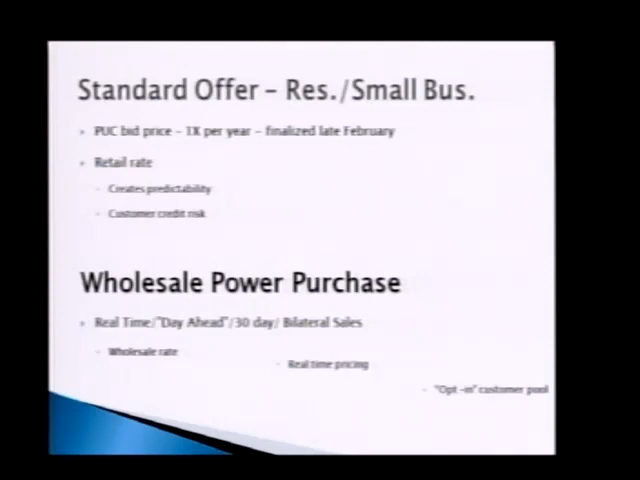 Standard Offer – Res./Small Bus.
PUC bid price – 1X per year – finalized late February
Retail rate
Creates predictability
Customer credit risk
Wholesale Power Purchase
Real Time/"Day Ahead"/30 day/ Bilateral Sales
Wholesale rate
Real time pricing
"Opt –in" customer pool